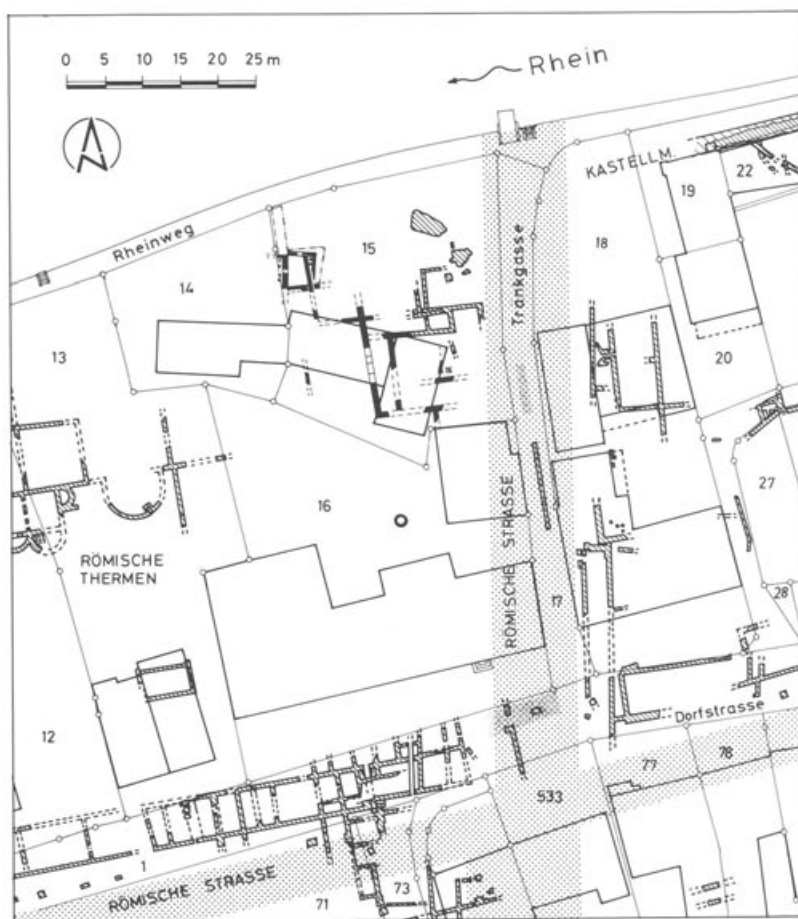 0 5 10 15 20 25 m
Rhein
N
KASTELLM.
22
19
Rheinweg
15
18
14
Trankgasse
13
20
27
16
RÖMISCHE STRASSE
RÖMISCHE
THERMEN
17
28
12
Dorfstrasse
77
78
533
1
RÖMISCHE STRASSE
71
73